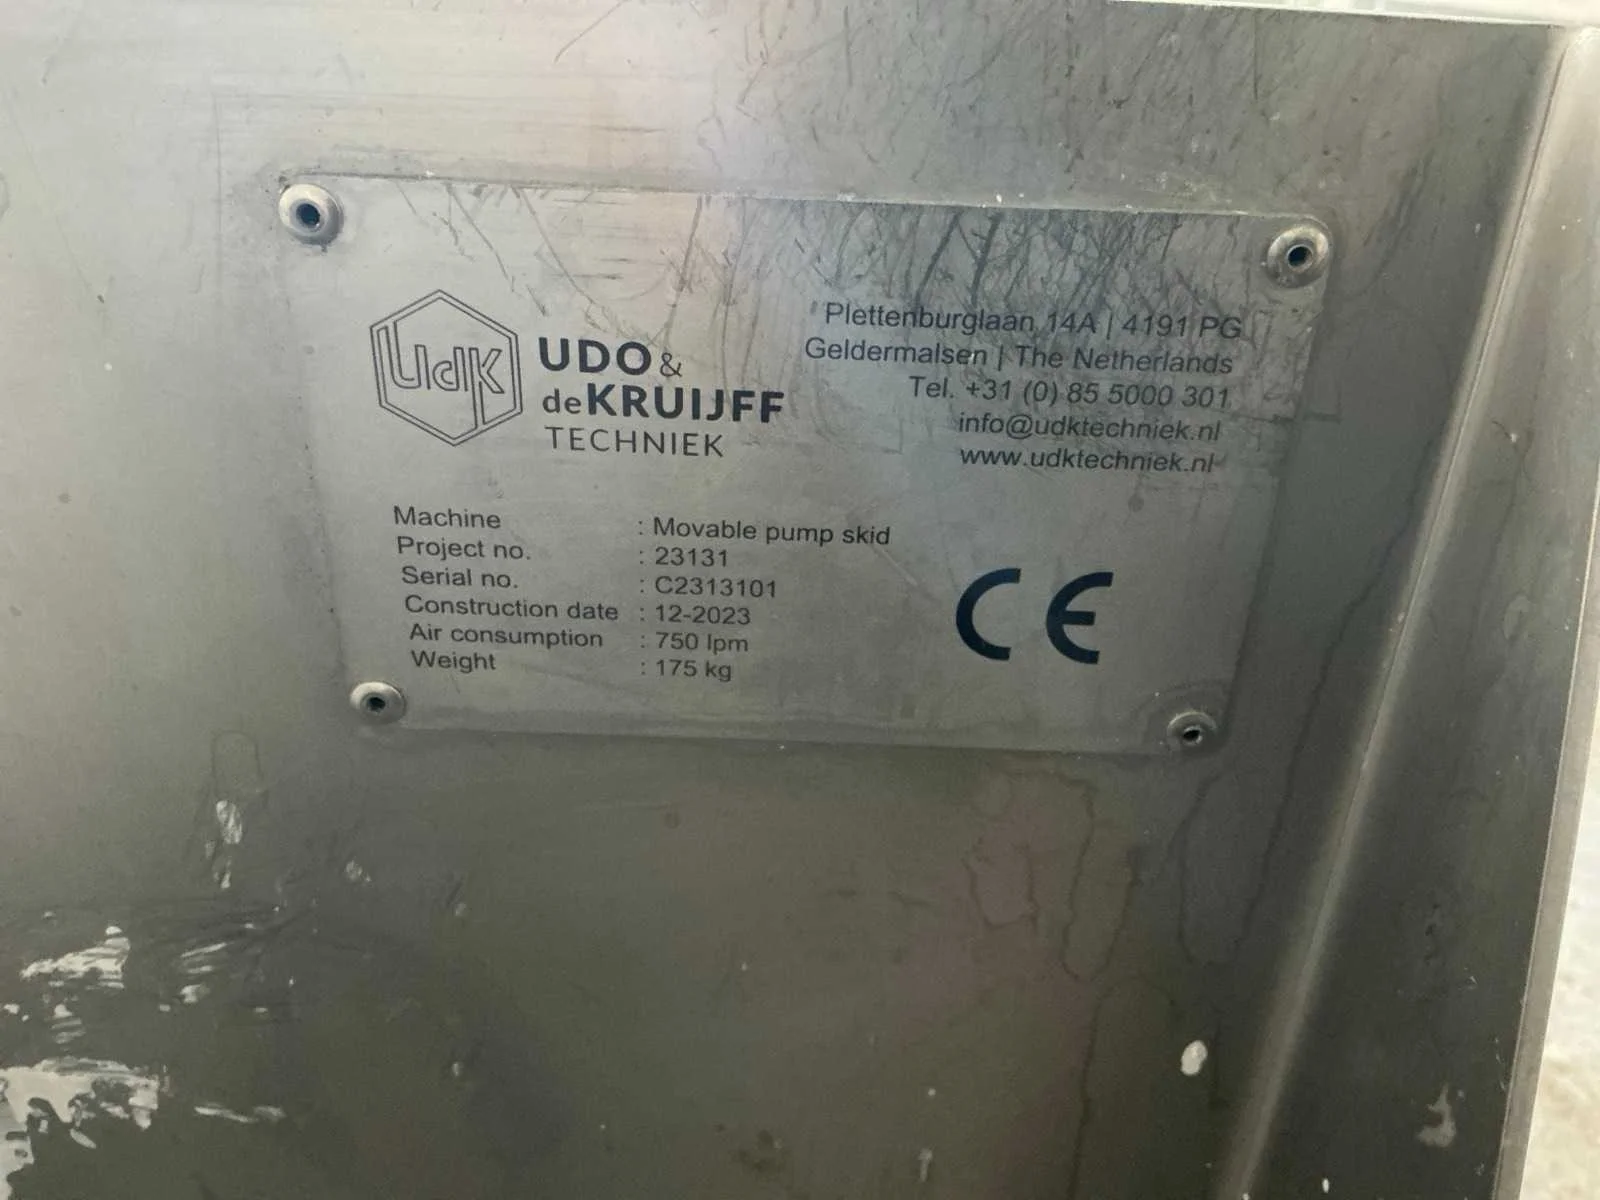 UdK
UDO &
deKRUIJFF
TECHNIEK
Plettenburglaan 14A | 4191 PG
Geldermalsen | The Netherlands
Tel. +31 (0) 85 5000 301
info@udktechniek.nl
www.udktechniek.nl
Machine : Movable pump skid
Project no. : 23131
Serial no. : C2313101
Construction date : 12-2023
Air consumption : 750 lpm
Weight : 175 kg
CE